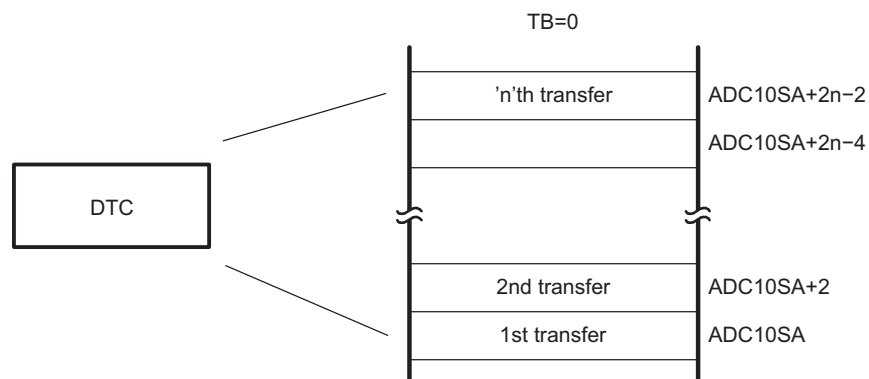 TB=0
'n'th transfer
ADC10SA+2n−2
ADC10SA+2n−4
DTC
2nd transfer
ADC10SA+2
1st transfer
ADC10SA